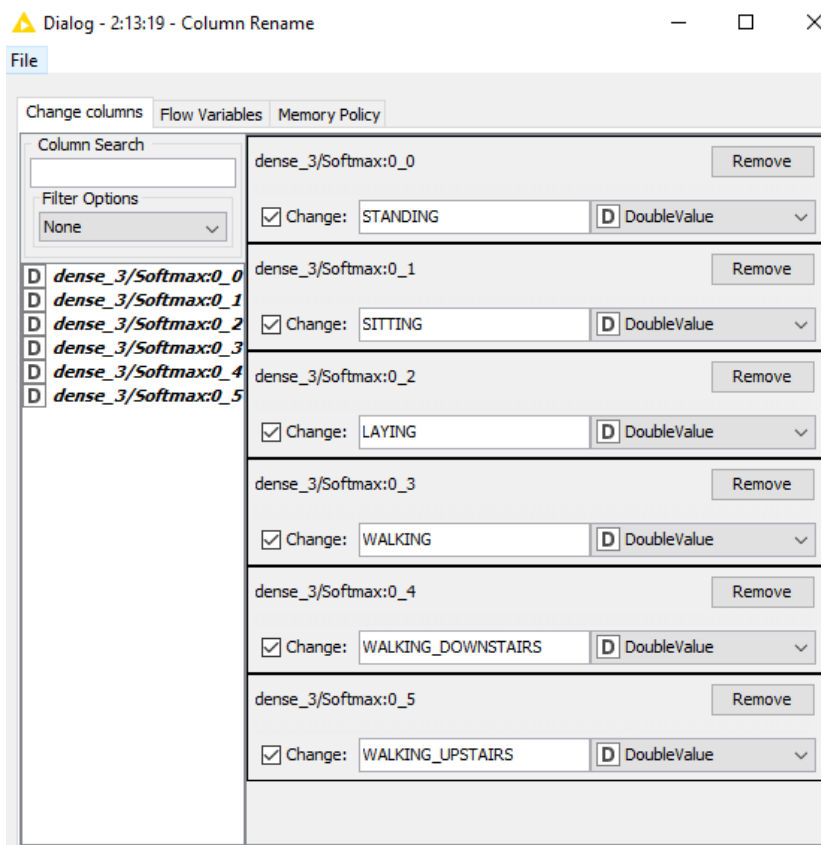 Dialog - 2:13:19 - Column Rename
File
Change columns Flow Variables Memory Policy
Column Search
Filter Options
None
D dense_3/Softmax:0_0
D dense_3/Softmax:0_1
D dense_3/Softmax:0_2
D dense_3/Softmax:0_3
D dense_3/Softmax:0_4
D dense_3/Softmax:0_5
dense_3/Softmax:0_0 Remove
Change: STANDING D DoubleValue
dense_3/Softmax:0_1 Remove
Change: SITTING D DoubleValue
dense_3/Softmax:0_2 Remove
Change: LAYING D DoubleValue
dense_3/Softmax:0_3 Remove
Change: WALKING D DoubleValue
dense_3/Softmax:0_4 Remove
Change: WALKING_DOWNSTAIRS D DoubleValue
dense_3/Softmax:0_5 Remove
Change: WALKING_UPSTAIRS D DoubleValue